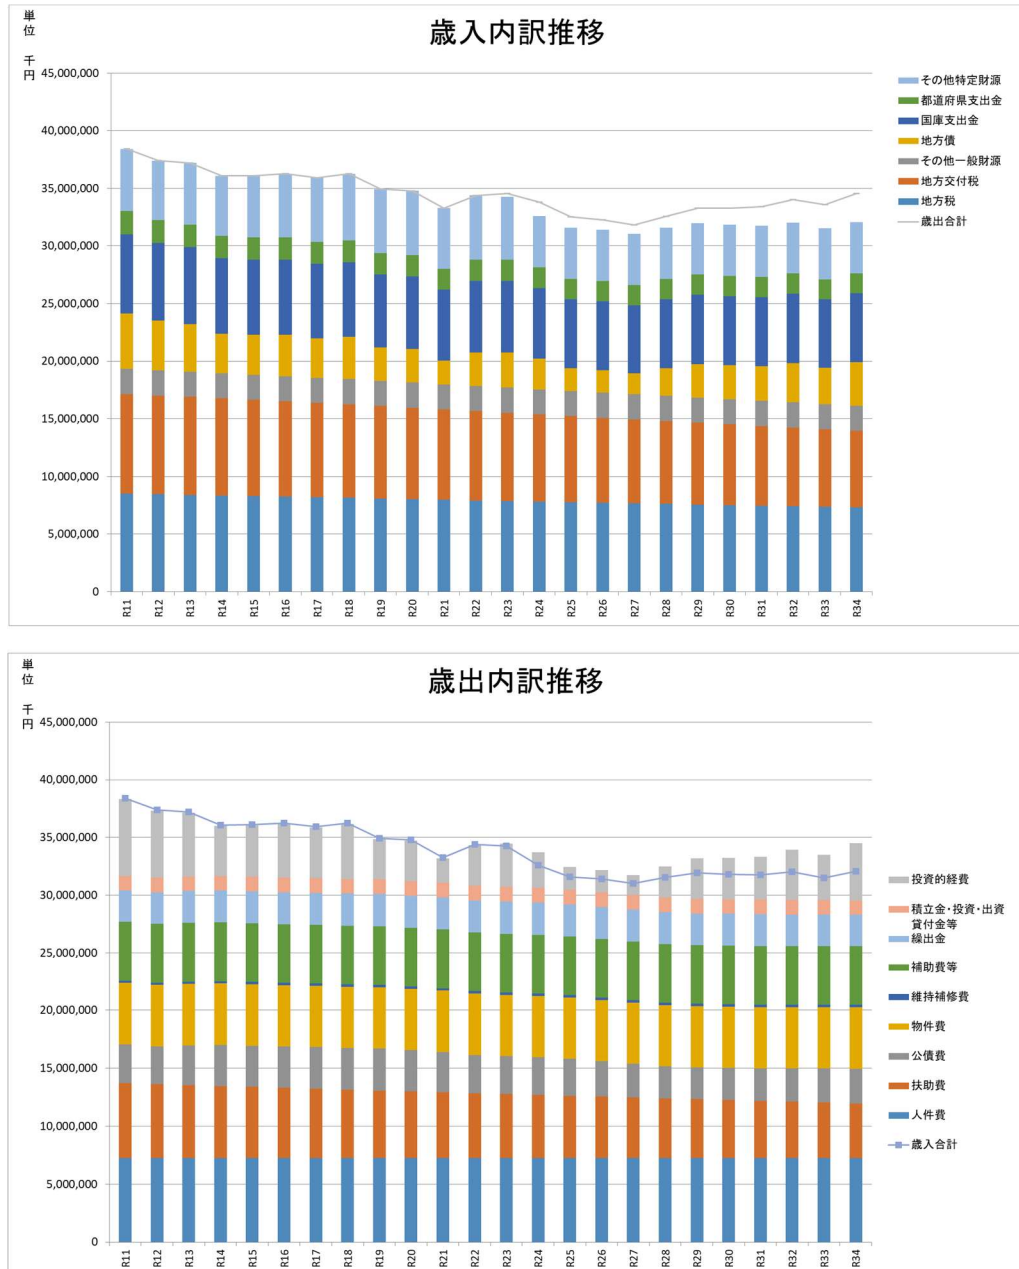 単位 千円
歳入内訳推移
45,000,000
40,000,000
35,000,000
30,000,000
25,000,000
20,000,000
15,000,000
10,000,000
5,000,000
0
R11 R12 R13 R14 R15 R16 R17 R18 R19 R20 R21 R22 R23 R24 R25 R26 R27 R28 R29 R30 R31 R32 R33 R34
その他特定財源
都道府県支出金
国庫支出金
地方債
その他一般財源
地方交付税
地方税
歳出合計
単位 千円
歳出内訳推移
45,000,000
40,000,000
35,000,000
30,000,000
25,000,000
20,000,000
15,000,000
10,000,000
5,000,000
0
R11 R12 R13 R14 R15 R16 R17 R18 R19 R20 R21 R22 R23 R24 R25 R26 R27 R28 R29 R30 R31 R32 R33 R34
投資的経費
積立金・投資・出資
貸付金等
繰出金
補助費等
維持補修費
物件費
公債費
扶助費
人件費
歳入合計